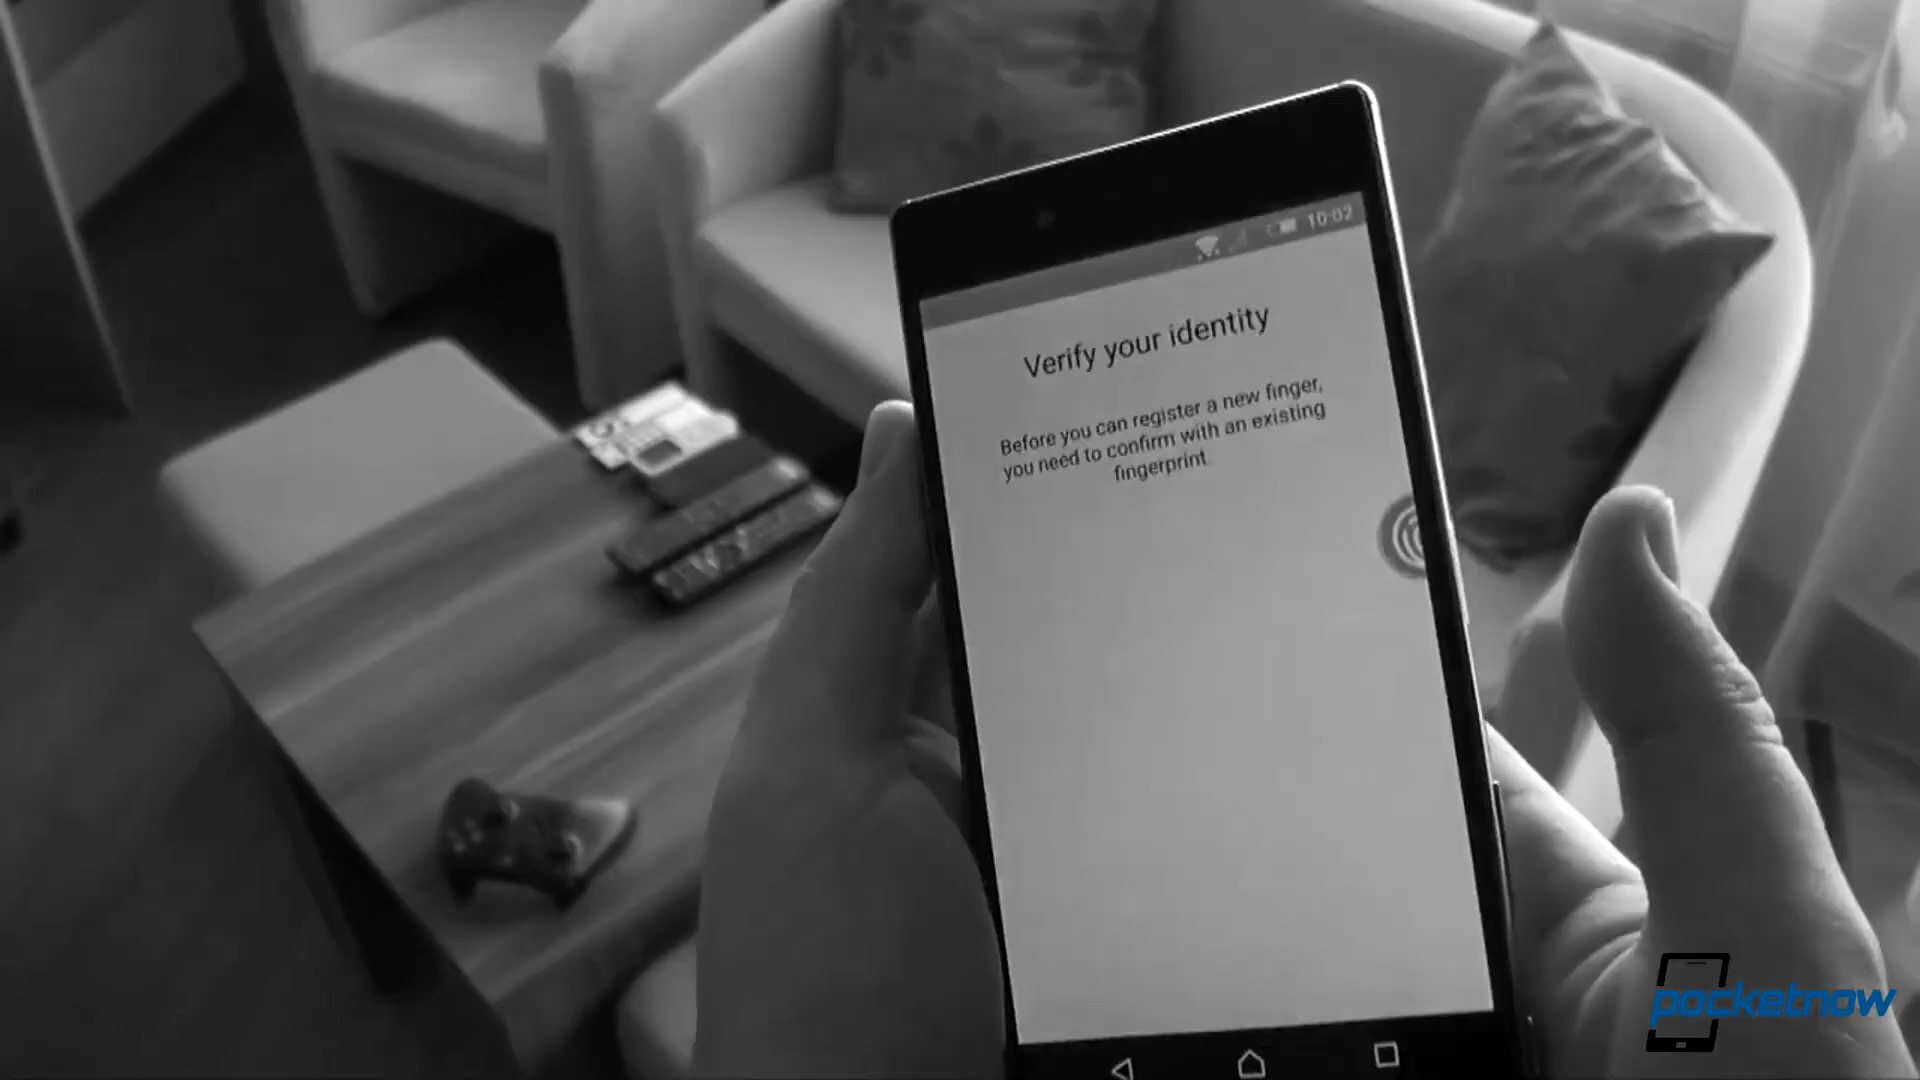 10:02
Verify your identity
Before you can register a new finger,
you need to confirm with an existing
fingerprint
pocketnow